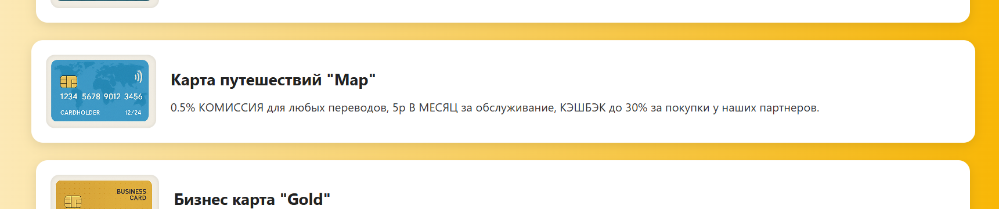 1234 5678 9012 3456
CARDHOLDER 12/24
Карта путешествий "Map"
0.5% КОМИССИЯ для любых переводов, 5р В МЕСЯЦ за обслуживание, КЭШБЭК до 30% за покупки у наших партнеров.
BUSINESS
CARD
Бизнес карта "Gold"